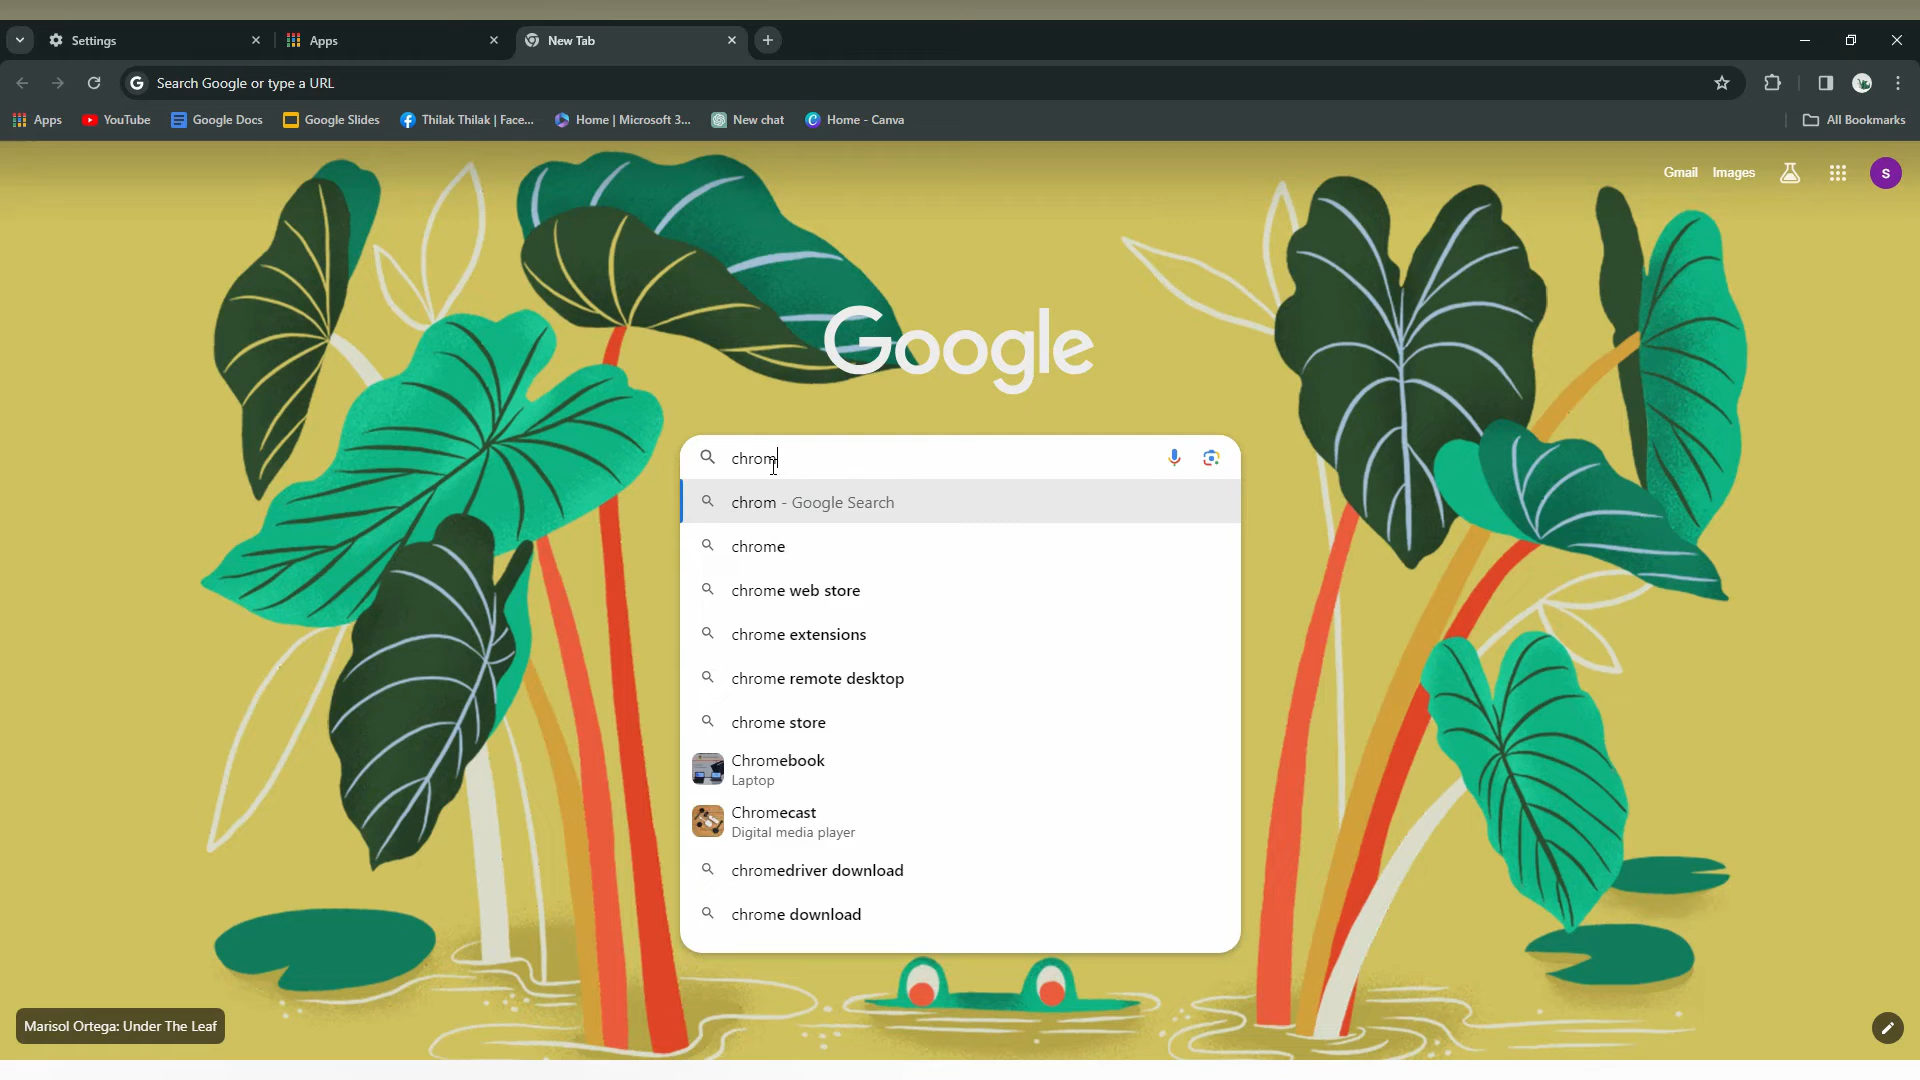 Settings
Apps
New Tab
Search Google or type a URL
Apps
YouTube
Google Docs
Google Slides
Thilak Thilak | Face...
Home | Microsoft 3...
New chat
Home - Canva
All Bookmarks
Gmail
Images
S
Google
chrom
chrom - Google Search
chrome
chrome web store
chrome extensions
chrome remote desktop
chrome store
Chromebook
Laptop
Chromecast
Digital media player
chromedriver download
chrome download
Marisol Ortega: Under The Leaf